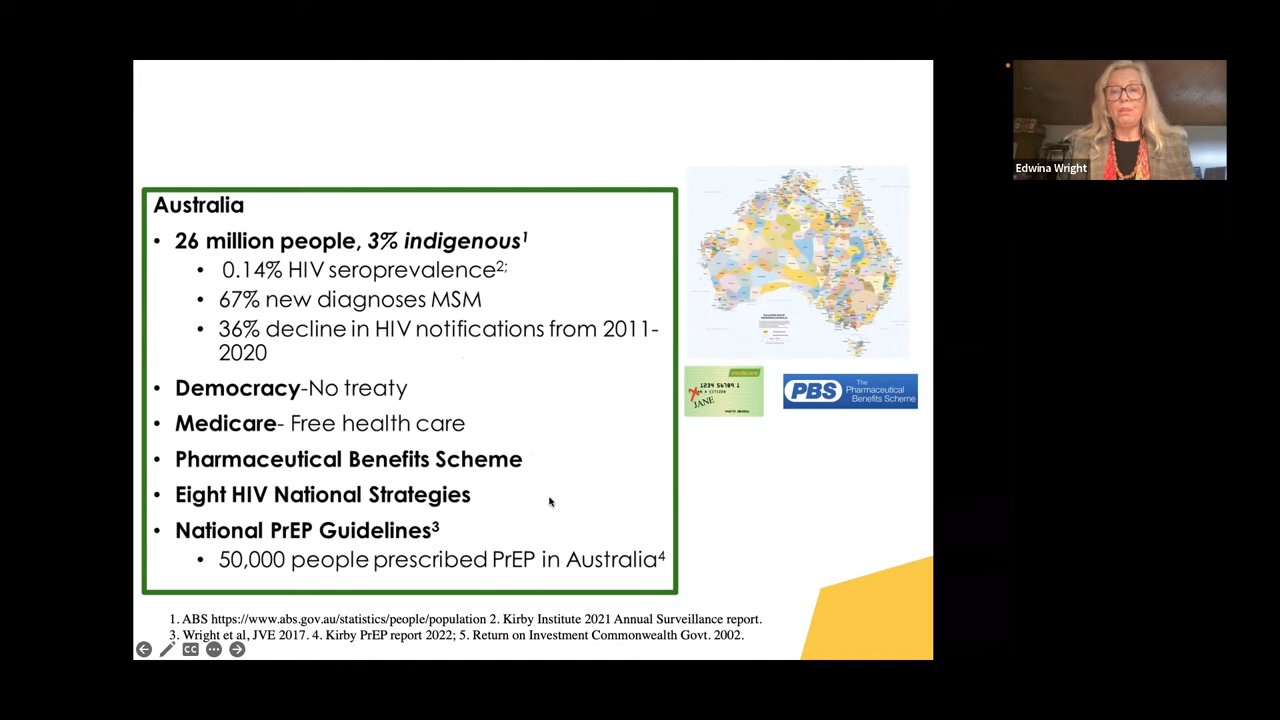 Australia
• 26 million people, 3% indigenous1
• 0.14% HIV seroprevalence2;
• 67% new diagnoses MSM
• 36% decline in HIV notifications from 2011-
2020
• Democracy-No treaty
• Medicare- Free health care
• Pharmaceutical Benefits Scheme
• Eight HIV National Strategies
• National PrEP Guidelines3
• 50,000 people prescribed PrEP in Australia4
medicare
JANE
PBS
The
Pharmaceutical
Benefits Scheme
1. ABS https://www.abs.gov.au/statistics/people/population 2. Kirby Institute 2021 Annual Surveillance report.
3. Wright et al, JVE 2017. 4. Kirby PrEP report 2022; 5. Return on Investment Commonwealth Govt. 2002.
CC
Edwina Wright